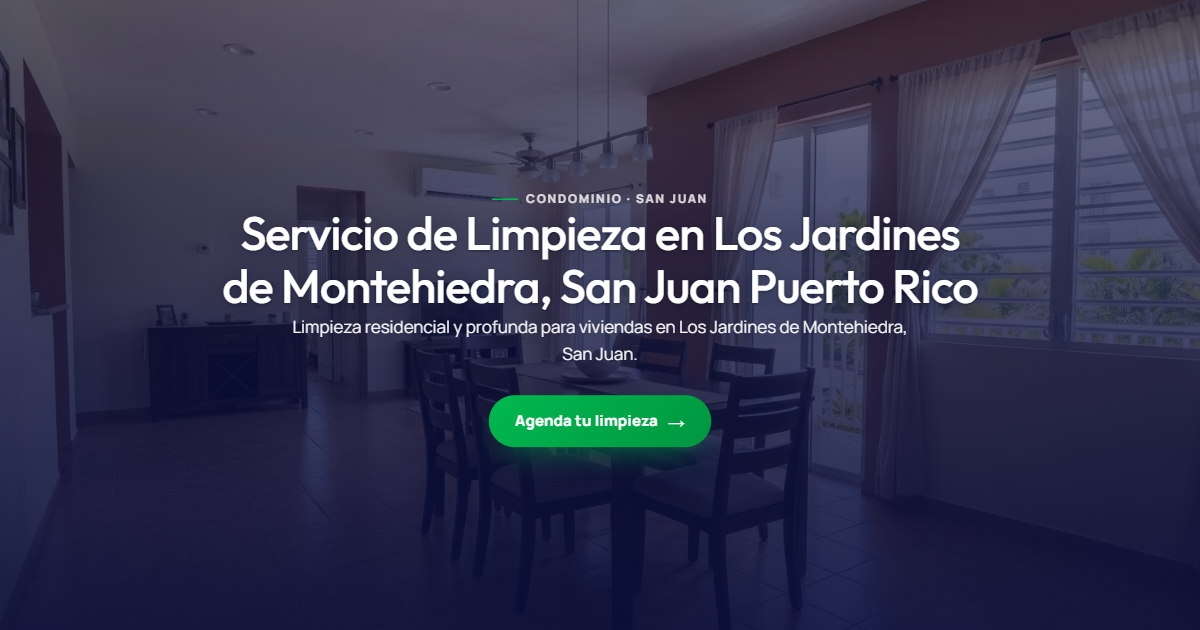 CONDOMINIO · SAN JUAN
Servicio de Limpieza en Los Jardines
de Montehiedra, San Juan Puerto Rico
Limpieza residencial y profunda para viviendas en Los Jardines de Montehiedra,
San Juan.
Agenda tu limpieza →